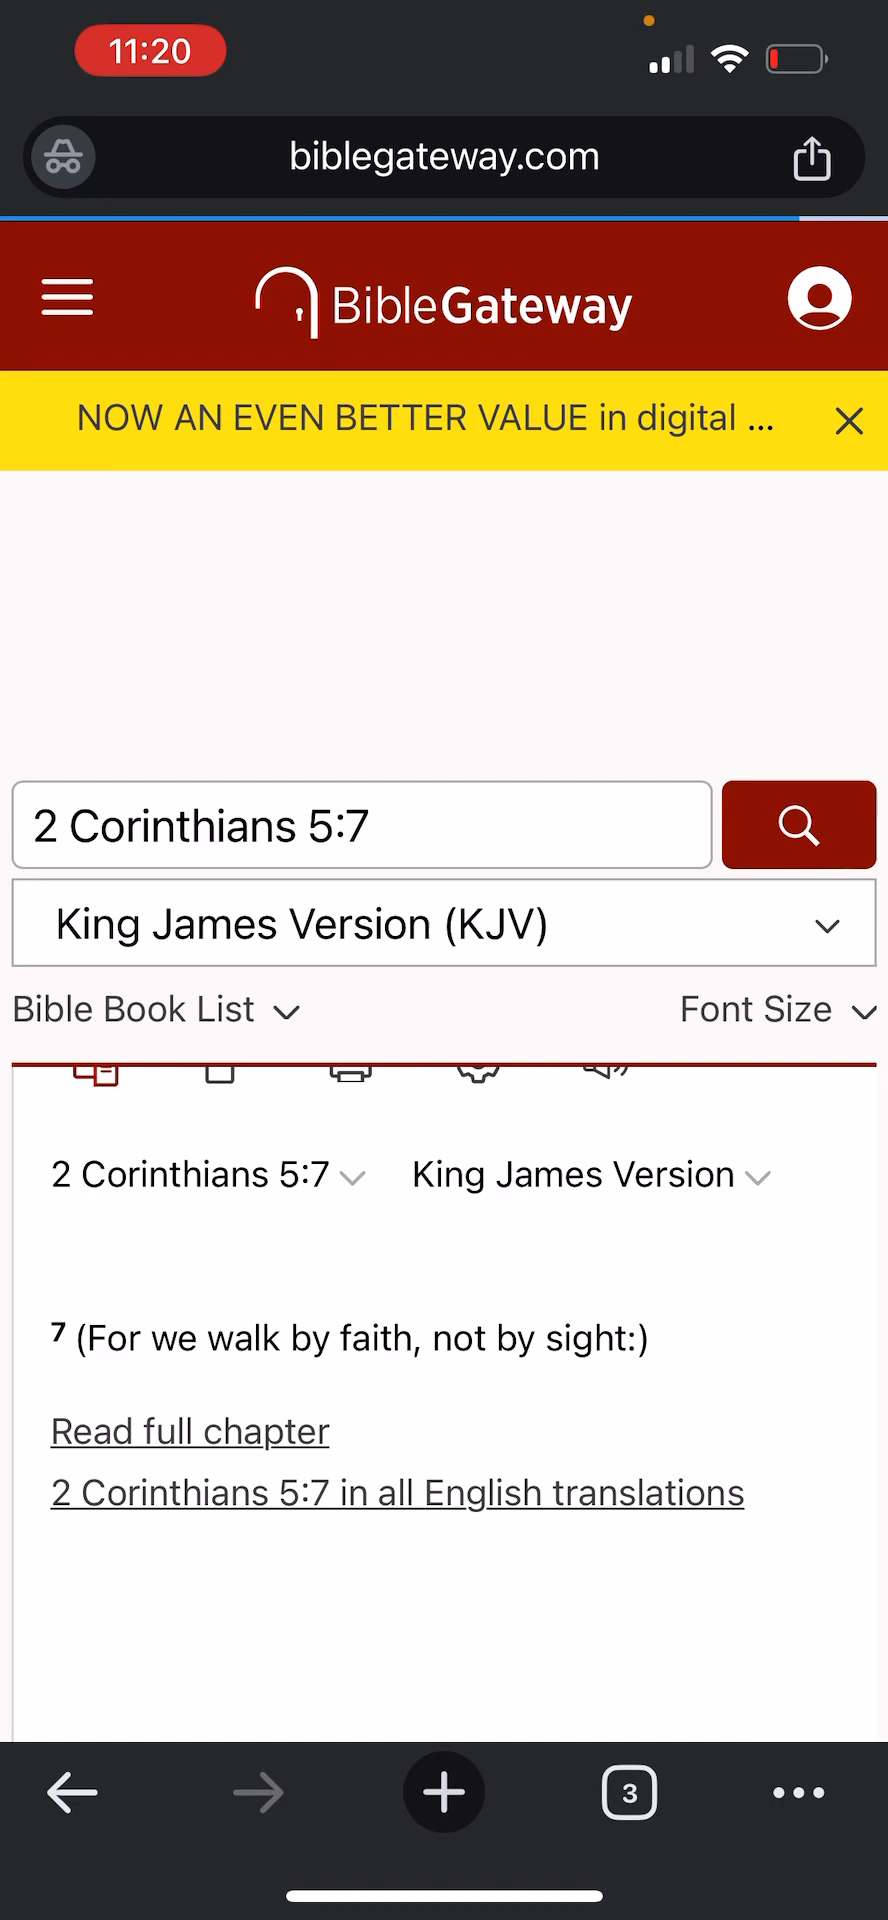 11:20
biblegateway.com
BibleGateway
NOW AN EVEN BETTER VALUE in digital ...
2 Corinthians 5:7
King James Version (KJV)
Bible Book List
Font Size
2 Corinthians 5:7
King James Version
7 (For we walk by faith, not by sight:)
Read full chapter
2 Corinthians 5:7 in all English translations
3